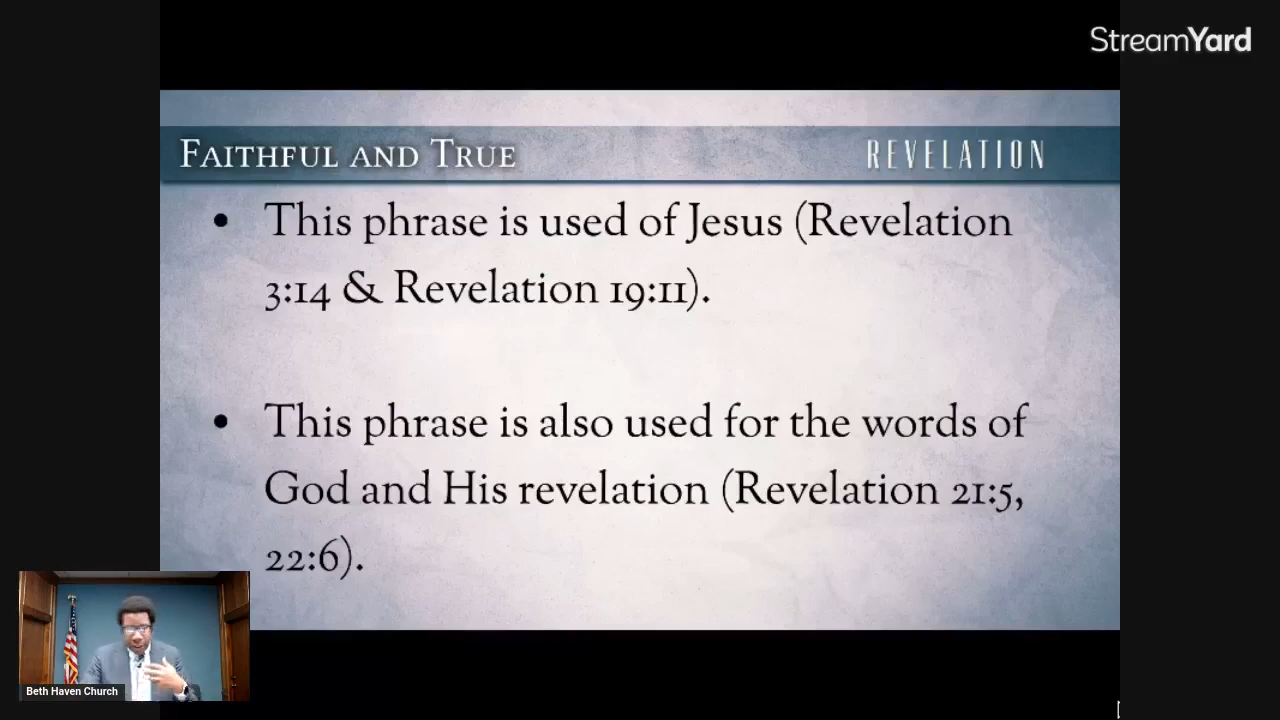 StreamYard
Faithful and True
REVELATION
• This phrase is used of Jesus (Revelation
3:14 & Revelation 19:11).
• This phrase is also used for the words of
God and His revelation (Revelation 21:5,
22:6).
Beth Haven Church